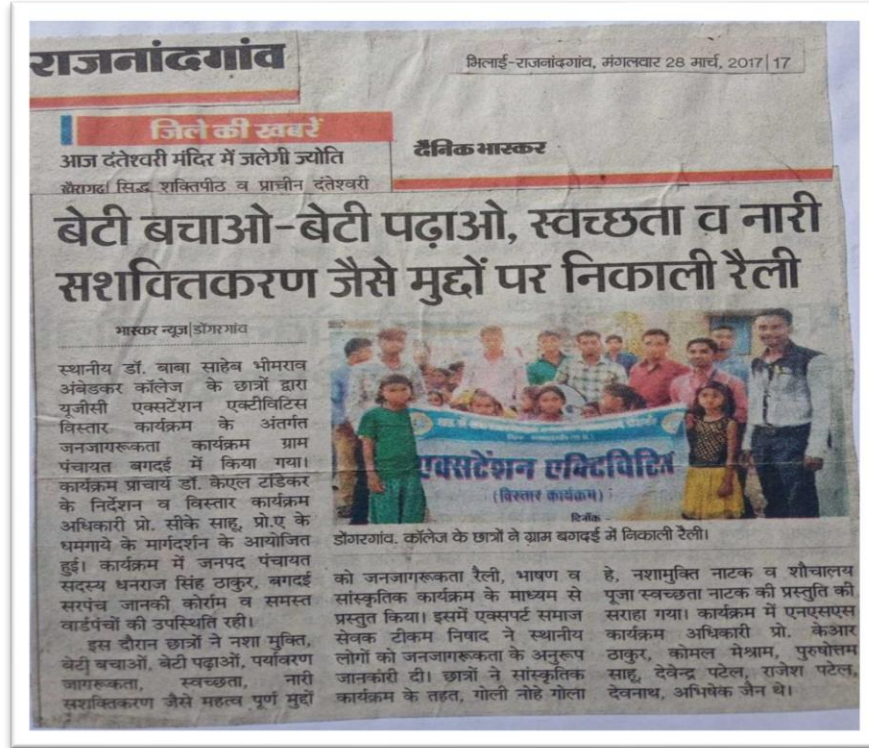 राजनांदगांव
भिलाई-राजनांदगांव, मंगलवार 28 मार्च, 2017|17
जिले की खबरें
आज दंतेश्वरी मंदिर में जलेगी ज्योति
दैनिक भास्कर
खैरागढ़| सिद्ध शक्तिपीठ व प्राचीन दंतेश्वरी
बेटी बचाओ-बेटी पढ़ाओ, स्वच्छता व नारी
सशक्तिकरण जैसे मुद्दों पर निकाली रैली
भास्कर न्यूज|डोंगरगांव
स्थानीय डॉ. बाबा साहेब भीमराव
अंबेडकर कॉलेज के छात्रों द्वारा
यूजीसी एक्सटेंशन एक्टीविटिस
विस्तार कार्यक्रम के अंतर्गत
जनजागरूकता कार्यक्रम ग्राम
पंचायत बगदई में किया गया।
कार्यक्रम प्राचार्य डॉ. केएल टांडेकर
के निर्देशन व विस्तार कार्यक्रम
अधिकारी प्रो. सीके साहू, प्रो.ए के
धमगाये के मार्गदर्शन के आयोजित
हुई। कार्यक्रम में जनपद पंचायत
सदस्य धनराज सिंह ठाकुर, बगदई
सरपंच जानकी कोर्राम व समस्त
वार्डपंचों की उपस्थिति रही।
इस दौरान छात्रों ने नशा मुक्ति,
बेटी बचाओं, बेटी पढ़ाओं, पर्यावरण
जागरूकता, स्वच्छता, नारी
सशक्तिकरण जैसे महत्व पूर्ण मुद्दों
एक्सटेंशन एक्टिविटिस
(विस्तार कार्यक्रम)
दिनाँक -
डोंगरगांव. कॉलेज के छात्रों ने ग्राम बगदई में निकाली रैली।
को जनजागरूकता रैली, भाषण व
सांस्कृतिक कार्यक्रम के माध्यम से
प्रस्तुत किया। इसमें एक्सपर्ट समाज
सेवक टीकम निषाद ने स्थानीय
लोगों को जनजागरूकता के अनुरूप
जानकारी दी। छात्रों ने सांस्कृतिक
कार्यक्रम के तहत, गोली नोहे गोला
हे, नशामुक्ति नाटक व शौचालय
पूजा स्वच्छता नाटक की प्रस्तुति की
सराहा गया। कार्यक्रम में एनएसएस
कार्यक्रम अधिकारी प्रो. केआर
ठाकुर, कोमल मेश्राम, पुरुषोत्तम
साहू, देवेन्द्र पटेल, राजेश पटेल,
देवनाथ, अभिषेक जैन थे।